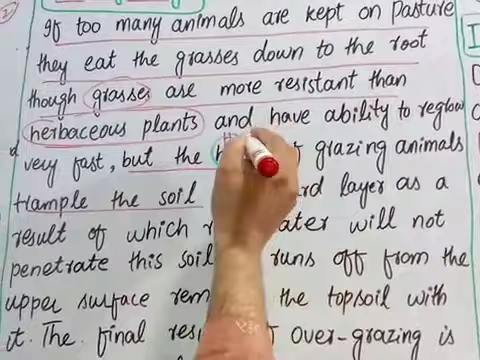 If too many animals are kept on Pasture
they eat the grasses down to the root
though grasses are more resistant than
herbaceous plants and have ability to reglow
very fast, but the grazing animals
Hample the soil layer as a
result of which will not
penetrate this soil runs off from the
upper surface the topsoil with
it. The final over-grazing is